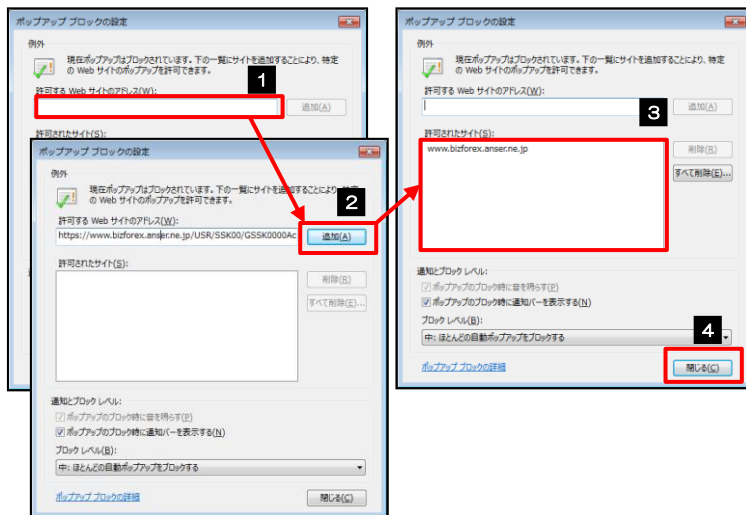 ポップアップ ブロックの設定
例外
現在ポップアップはブロックされています。下の一覧にサイトを追加することにより、特定
の Web サイトのポップアップを許可できます。
1
許可する Web サイトのアドレス(W):
追加(A)
許可されたサイト(S):
ポップアップ ブロックの設定
例外
現在ポップアップはブロックされています。下の一覧にサイトを追加することにより、特定
の Web サイトのポップアップを許可できます。
2
許可する Web サイトのアドレス(W):
https://www.bizforex.anser.ne.jp/USR/SSK00/GSSK0000Ac
追加(A)
許可されたサイト(S):
削除(R)
すべて削除(E)...
通知とブロック レベル:
ポップアップのブロック時に音を鳴らす(P)
ポップアップのブロック時に通知バーを表示する(N)
ブロック レベル(B):
中: ほとんどの自動ポップアップをブロックする
ポップアップ ブロックの詳細
閉じる(C)
ポップアップ ブロックの設定
例外
現在ポップアップはブロックされています。下の一覧にサイトを追加することにより、特定
の Web サイトのポップアップを許可できます。
許可する Web サイトのアドレス(W):
3
追加(A)
許可されたサイト(S):
www.bizforex.anser.ne.jp
削除(R)
すべて削除(E)...
通知とブロック レベル:
ポップアップのブロック時に音を鳴らす(P)
ポップアップのブロック時に通知バーを表示する(N)
ブロック レベル(B):
4
中: ほとんどの自動ポップアップをブロックする
ポップアップ ブロックの詳細
閉じる(C)